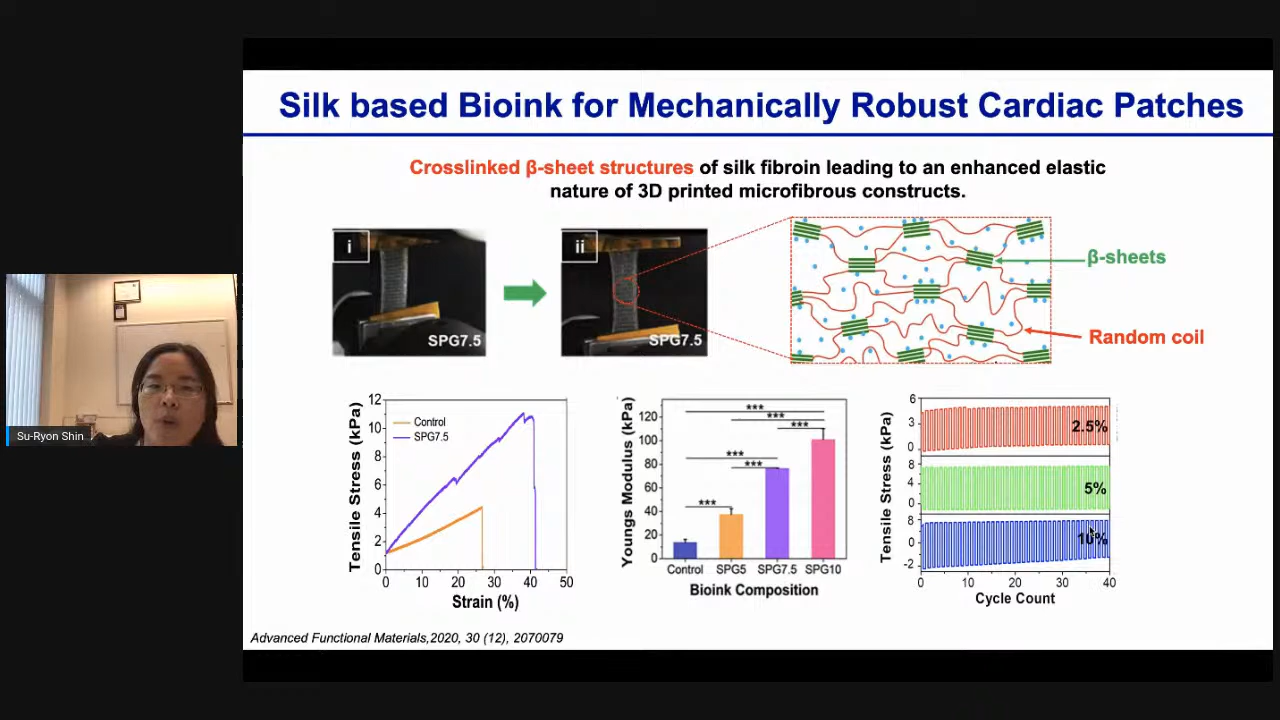 Silk based Bioink for Mechanically Robust Cardiac Patches
Crosslinked β-sheet structures of silk fibroin leading to an enhanced elastic
nature of 3D printed microfibrous constructs.
i
SPG7.5
ii
SPG7.5
β-sheets
Random coil
Su-Ryon Shin
Tensile Stress (kPa)
12
10
8
6
4
2
0
Control
SPG7.5
0 10 20 30 40 50
Strain (%)
Youngs Modulus (kPa)
120
100
80
60
40
20
0
***
***
***
***
***
***
Control SPG5 SPG7.5 SPG10
Bioink Composition
Tensile Stress (kPa)
6
3
0
2.5%
8
4
0
5%
8
0
-2
10%
0 10 20 30 40
Cycle Count
Advanced Functional Materials,2020, 30 (12), 2070079